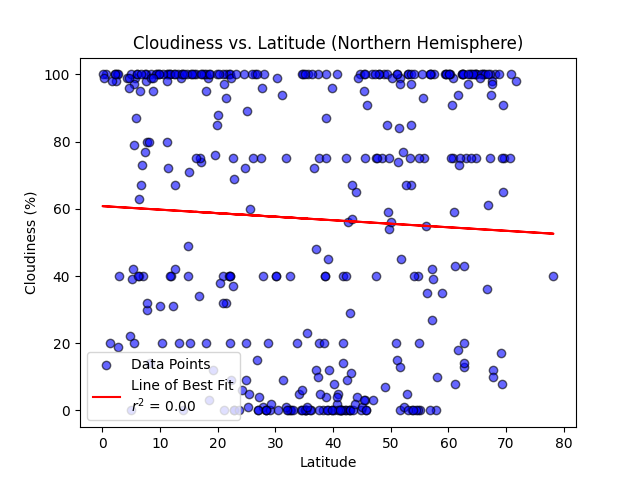 Cloudiness vs. Latitude (Northern Hemisphere)
100
80
60
40
20
0
Cloudiness (%)
Data Points
Line of Best Fit
r² = 0.00
0 10 20 30 40 50 60 70 80
Latitude